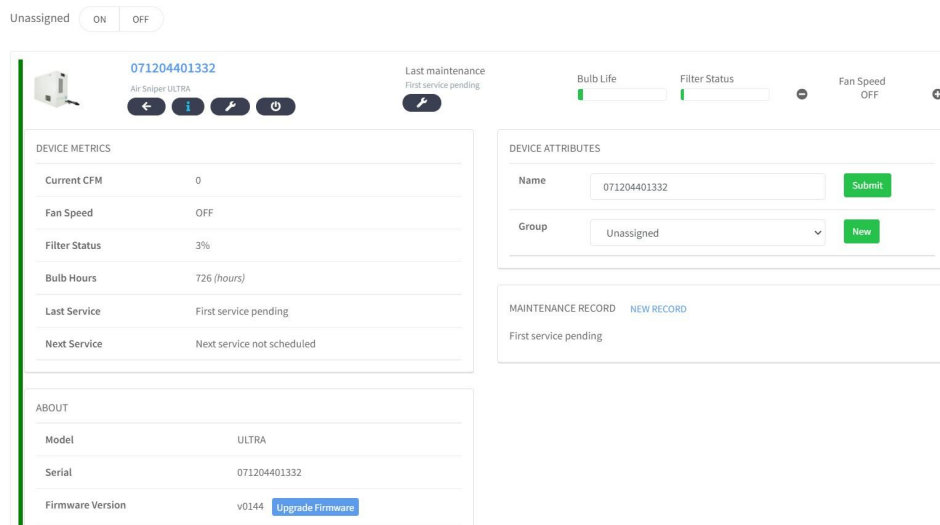 Unassigned ON OFF
071204401332
Air Sniper ULTRA
Last maintenance
First service pending
Bulb Life
Filter Status
Fan Speed
OFF
DEVICE METRICS
Current CFM 0
Fan Speed OFF
Filter Status 3%
Bulb Hours 726 (hours)
Last Service First service pending
Next Service Next service not scheduled
DEVICE ATTRIBUTES
Name 071204401332 Submit
Group Unassigned New
MAINTENANCE RECORD NEW RECORD
First service pending
ABOUT
Model ULTRA
Serial 071204401332
Firmware Version v0144 Upgrade Firmware